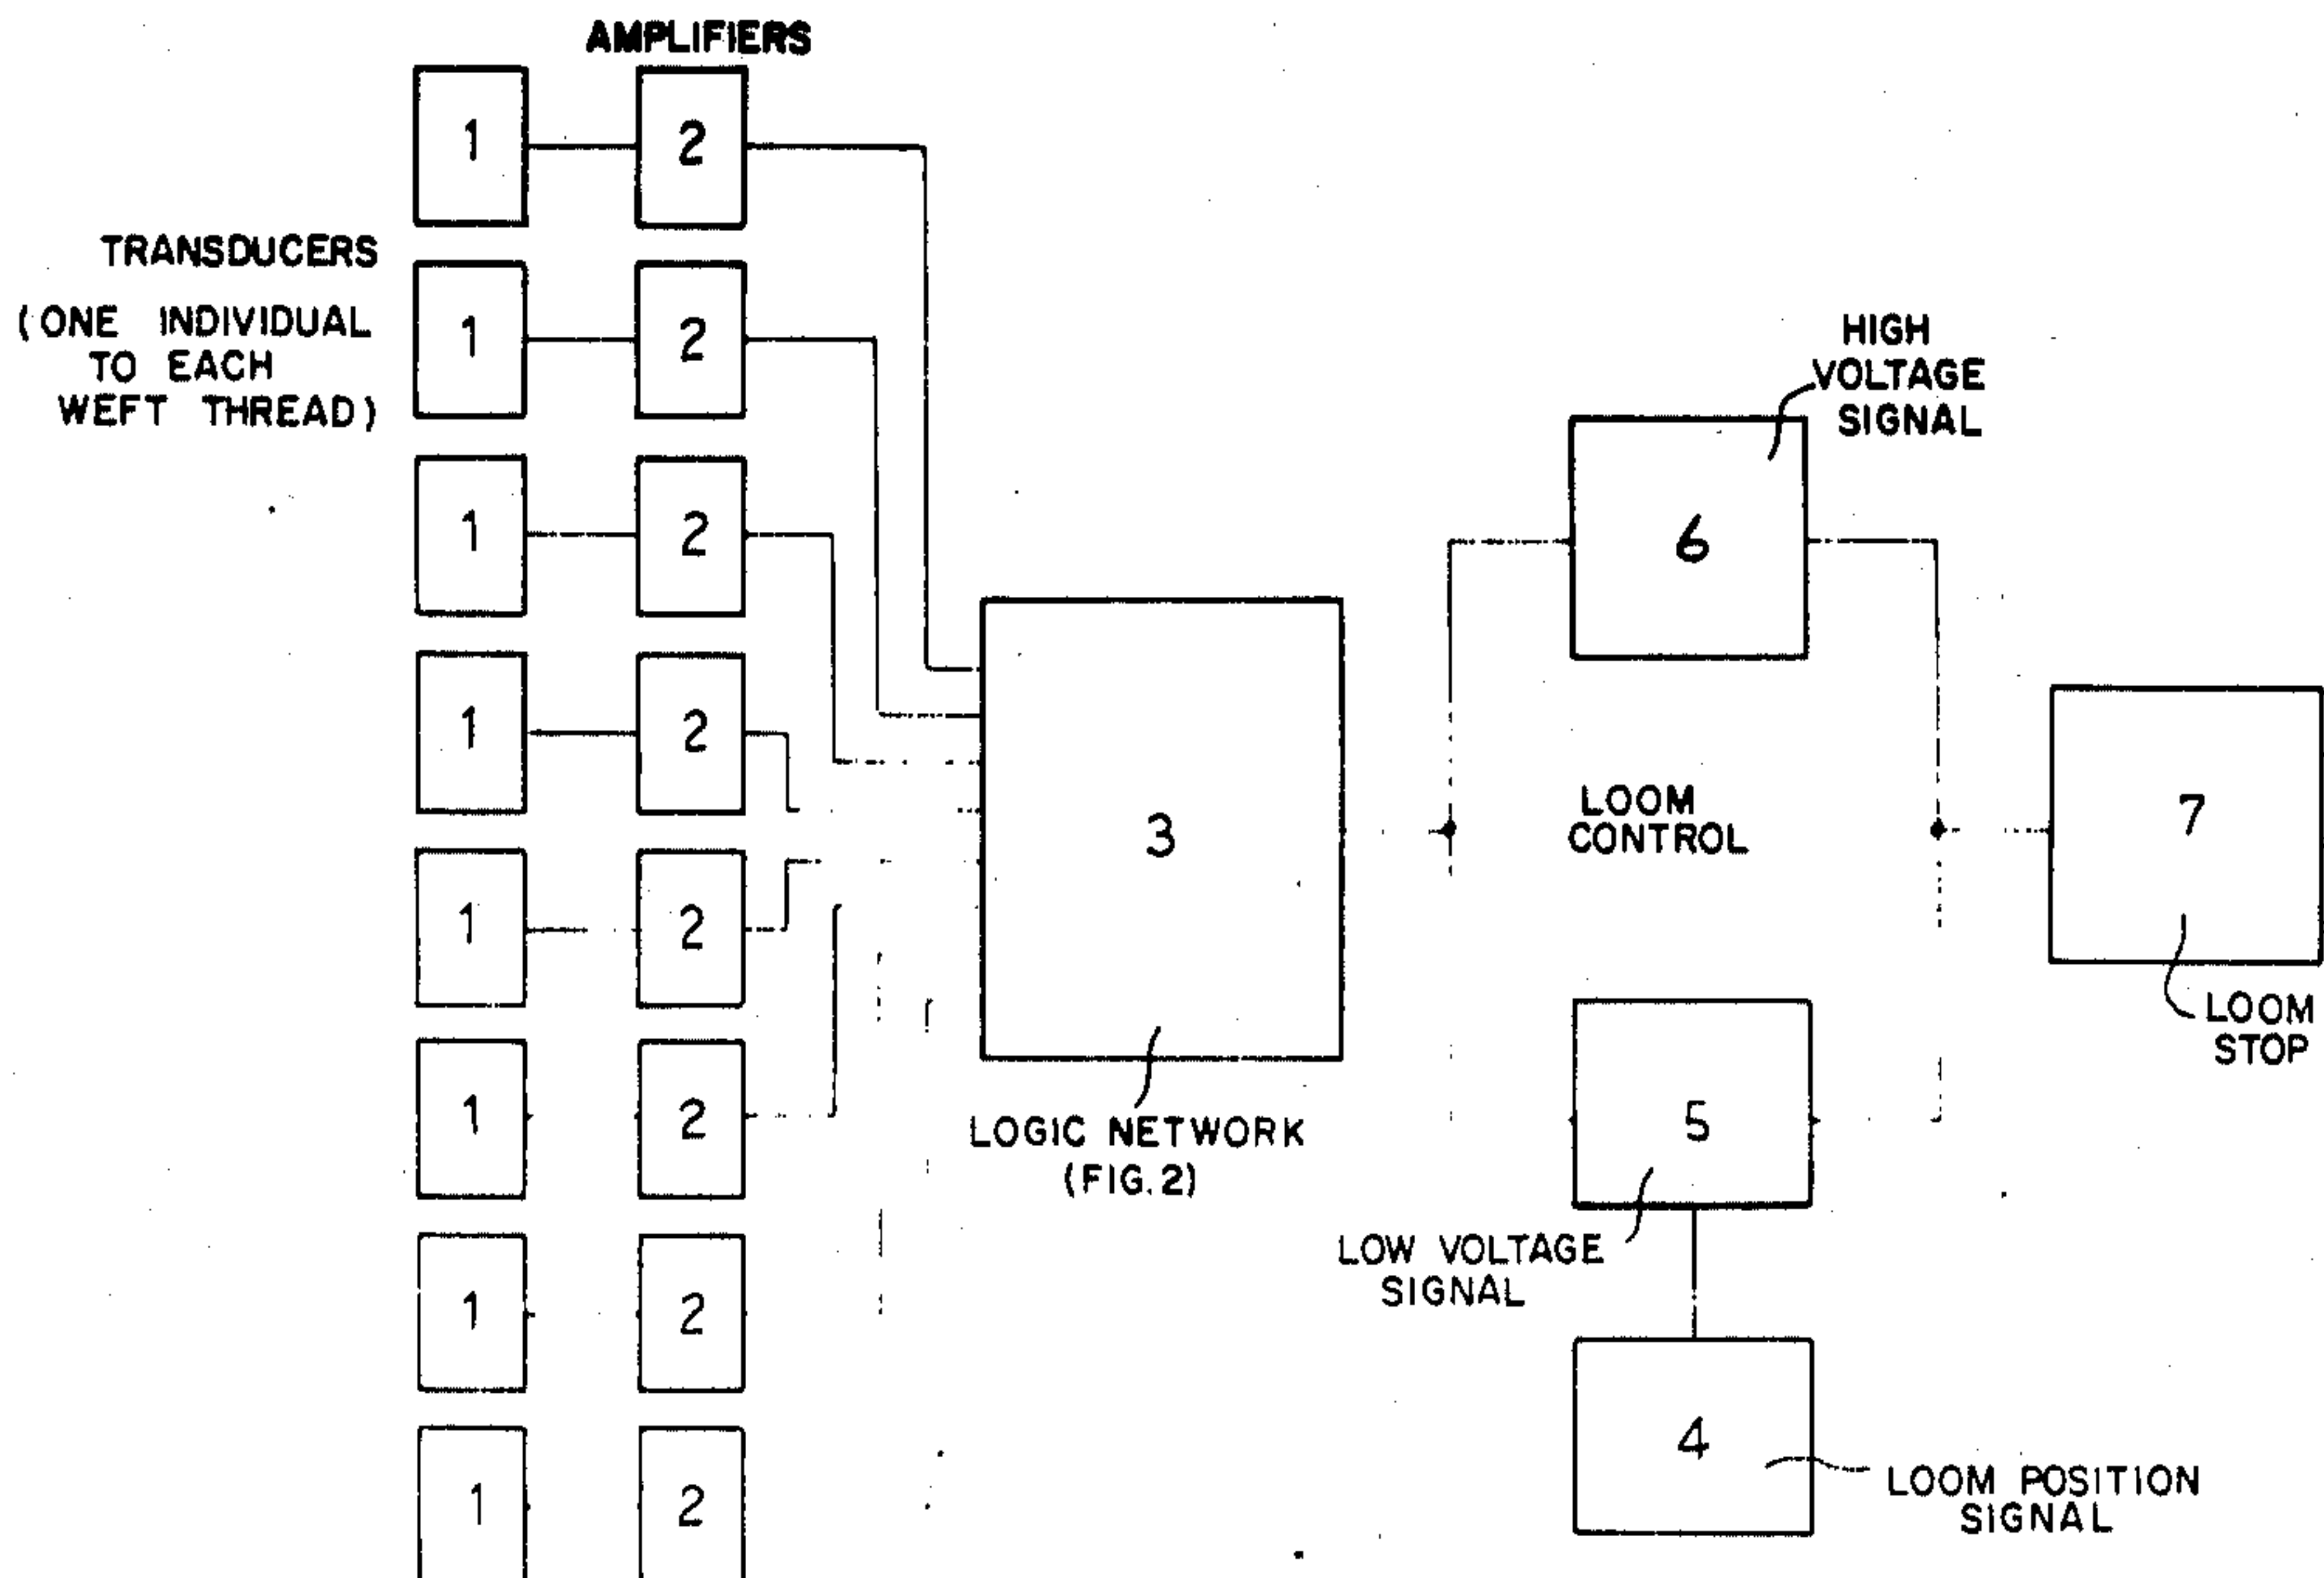 AMPLIFIERS
1 2
TRANSDUCERS
1 2
(ONE INDIVIDUAL
TO EACH
WEFT THREAD)
1 2
1 2
1 2
1 2
1 2
1 2
3
LOGIC NETWORK
(FIG. 2)
HIGH
VOLTAGE
SIGNAL
6
LOOM
CONTROL
7
LOOM
STOP
5
LOW VOLTAGE
SIGNAL
4
LOOM POSITION
SIGNAL